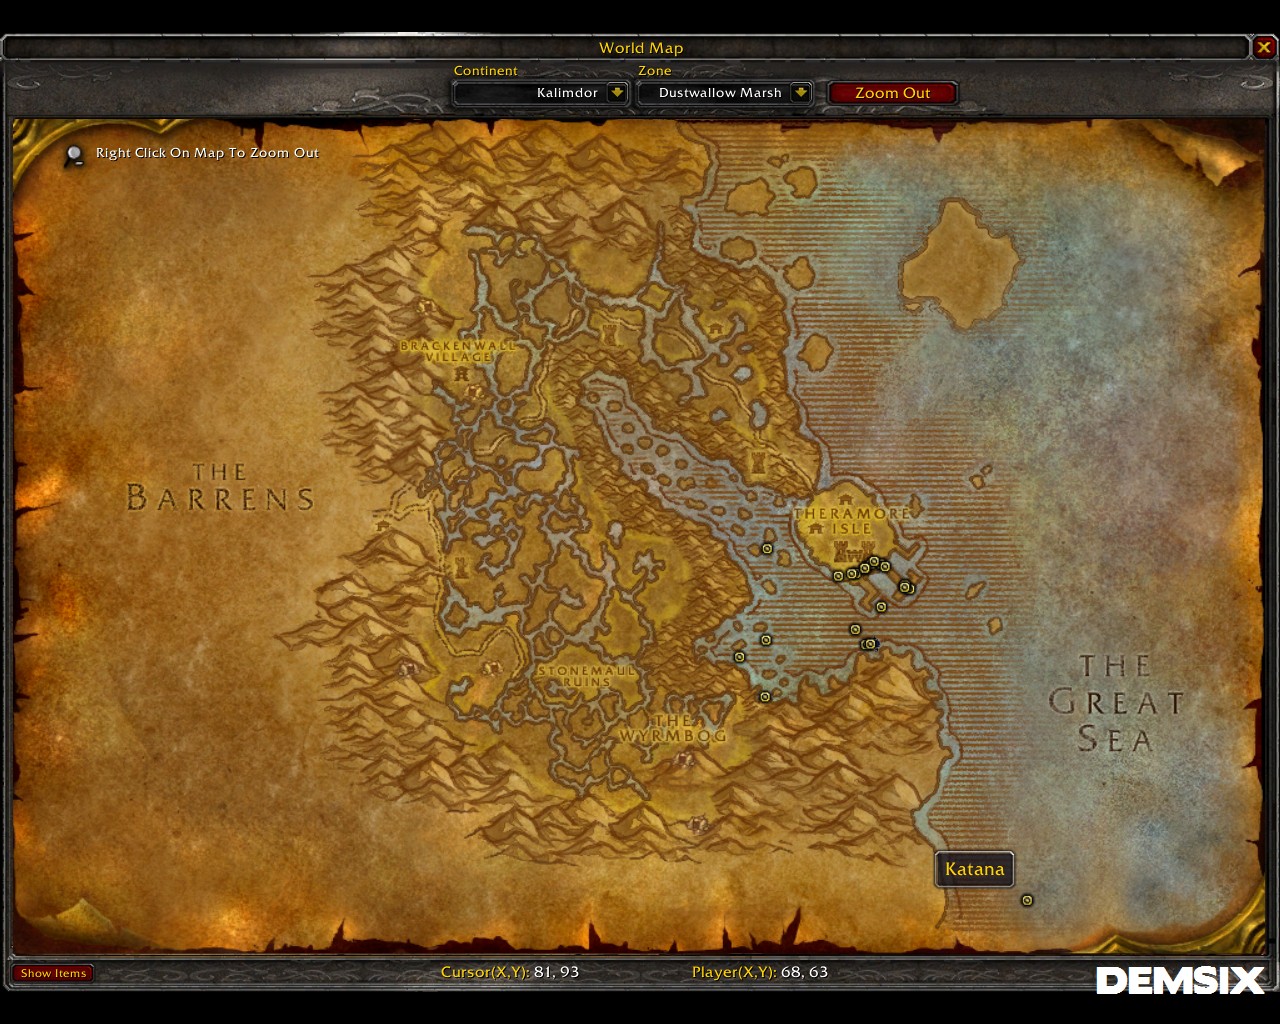 World Map
Continent
Zone
Kalimdor
Dustwallow Marsh
Zoom Out
Right Click On Map To Zoom Out
BRACKENWALL
VILLAGE
THE
BARRENS
THERAMORE
ISLE
STONEMAUL
RUINS
THE
WYRMBOG
THE
GREAT
SEA
Katana
Show Items
Cursor(X,Y): 81, 93
Player(X,Y): 68, 63
DEMSIX